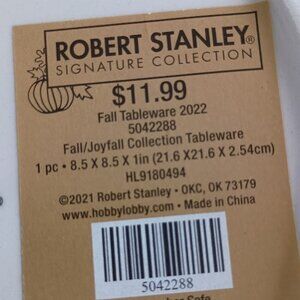 ROBERT STANLEY®
SIGNATURE COLLECTION
$11.99
Fall Tableware 2022
5042288
Fall/Joyfall Collection Tableware
1 pc • 8.5 X 8.5 X 1in (21.6 X21.6 X 2.54cm)
HL9180494
©2021 Robert Stanley • OKC, OK 73179
www.hobbylobby.com • Made in China
5042288
Safe